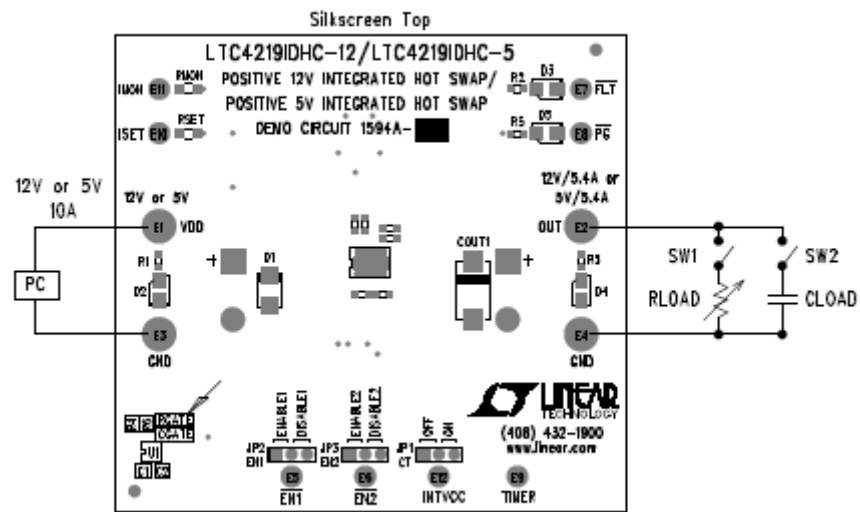 Silkscreen Top
LTC4219IDHC-12/LTC4219IDHC-5
POSITIVE 12V INTEGRATED HOT SWAP/
POSITIVE 5V INTEGRATED HOT SWAP
DEMO CIRCUIT 1594A-
IMON E11 RMON
R2 D3 E7 FLT
ISET E10 RSET
R5 D5 E8 PG
12V or 5V
10A
12V or 5V
E1 VDD
12V/5.4A or
5V/5.4A
OUT E2
SW1
SW2
R1
D2
+
D1
COUT1
+
R3
D4
PC
RLOAD
CLOAD
E3
GND
E4
GND
RGATE
CGATE
U1
LINEAR
TECHNOLOGY
(408) 432-1900
www.linear.com
ENABLE1
DISABLE1
ENABLE2
DISABLE2
OFF
ON
JP2
EN1
JP3
EN2
JP1
CT
E5
EN1
E6
EN2
E12
INTVCC
E9
TIMER